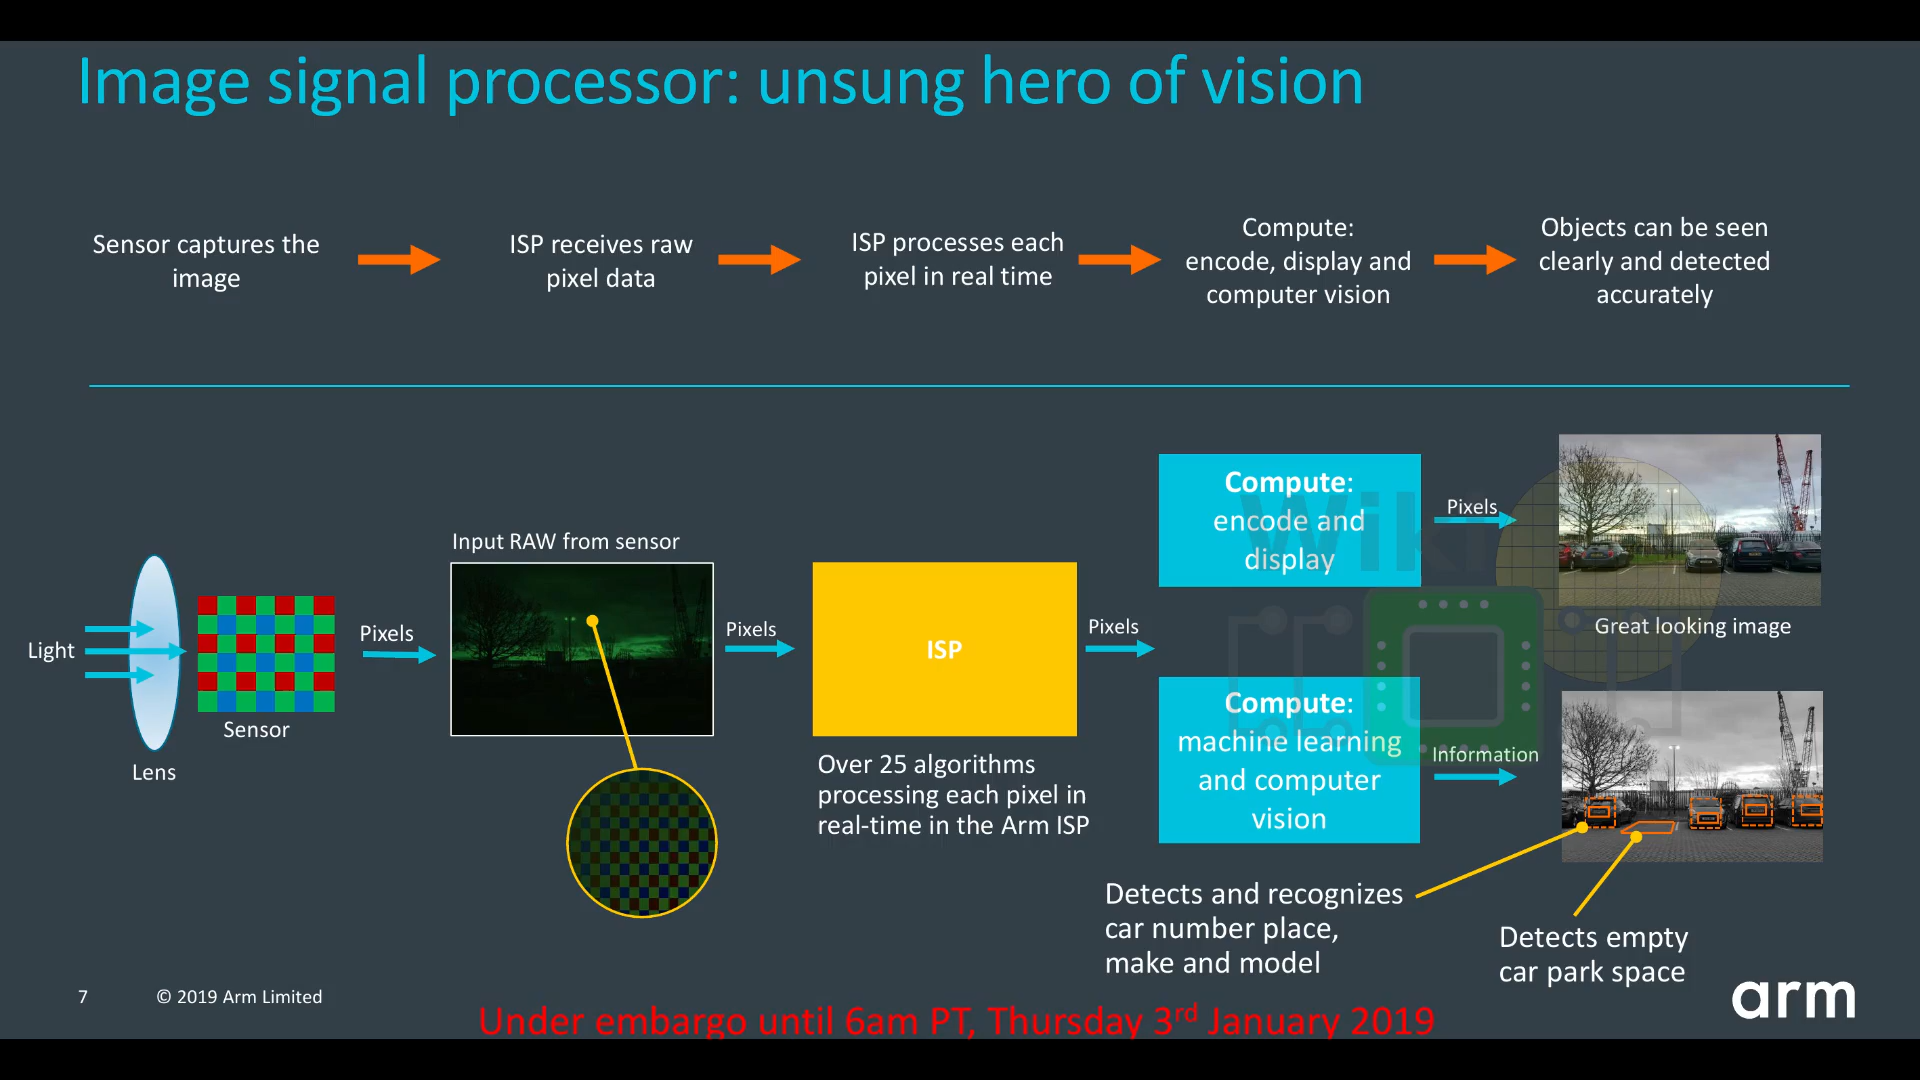 Image signal processor: unsung hero of vision
Sensor captures the
image
ISP receives raw
pixel data
ISP processes each
pixel in real time
Compute:
encode, display and
computer vision
Objects can be seen
clearly and detected
accurately
Light
Lens
Sensor
Pixels
Input RAW from sensor
Pixels
ISP
Over 25 algorithms
processing each pixel in
real-time in the Arm ISP
Pixels
Compute:
encode and
display
Pixels
Great looking image
Compute:
machine learning
and computer
vision
Information
Detects and recognizes
car number place,
make and model
Detects empty
car park space
7
© 2019 Arm Limited
Under embargo until 6am PT, Thursday 3rd January 2019
arm